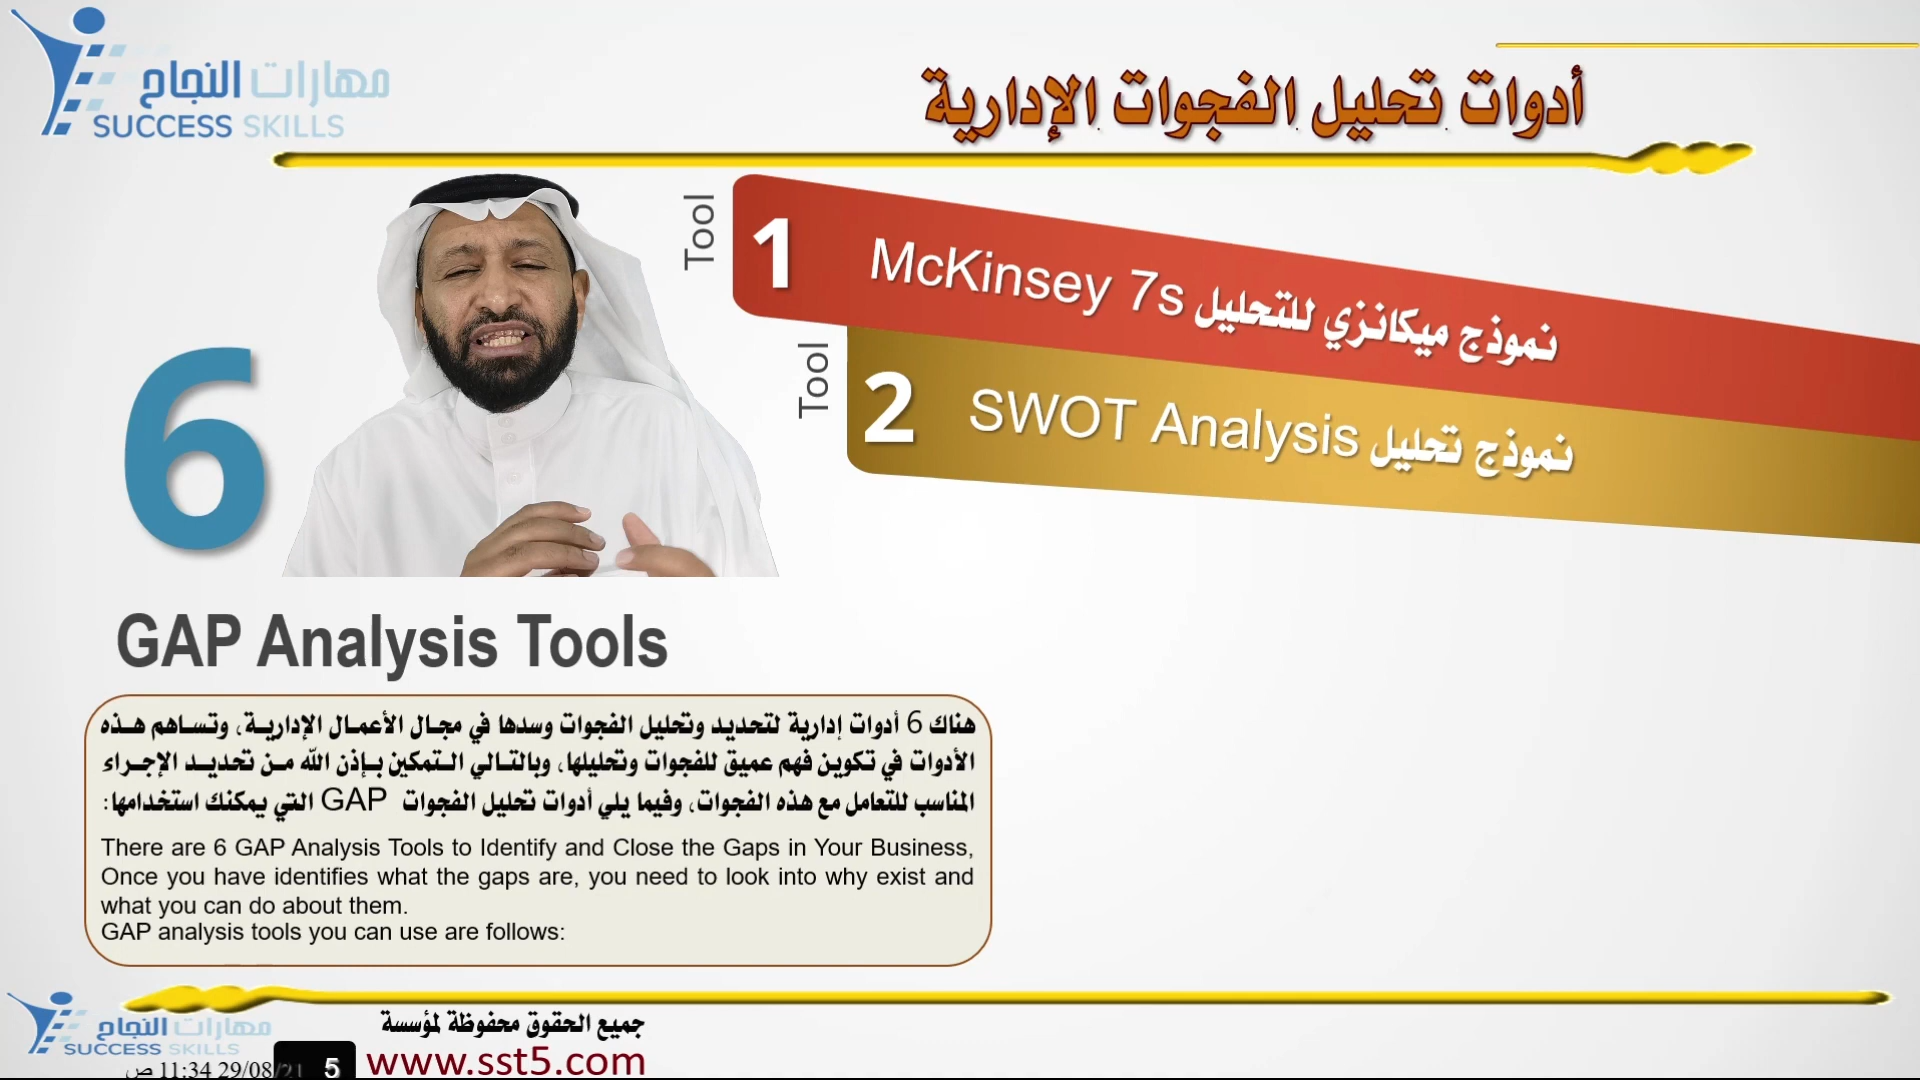 مهارات النجاح
SUCCESS SKILLS
أدوات تحليل الفجوات الإدارية
Tool
1
McKinsey 7s نموذج ميكانزي للتحليل
Tool
2
SWOT Analysis نموذج تحليل
6
GAP Analysis Tools
هناك 6 أدوات إدارية لتحديد وتحليل الفجوات وسدها في مجال الأعمال الإدارية، وتساهم هذه
الأدوات في تكوين فهم عميق للفجوات وتحليلها، وبالتالي التمكين بإذن الله من تحديد الإجراء
المناسب للتعامل مع هذه الفجوات، وفيما يلي أدوات تحليل الفجوات GAP التي يمكنك استخدامها:
There are 6 GAP Analysis Tools to Identify and Close the Gaps in Your Business,
Once you have identifies what the gaps are, you need to look into why exist and
what you can do about them.
GAP analysis tools you can use are follows:
مهارات النجاح
SUCCESS SKILLS
جميع الحقوق محفوظة لمؤسسة
www.sst5.com
29/08/21 11:34 ص
5